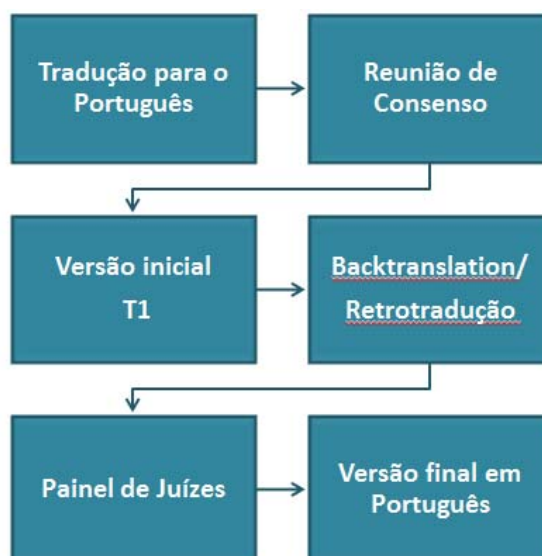 Tradução para o
Português
Reunião de
Consenso
Versão inicial
T1
Backtranslation/
Retrotradução
Painel de Juízes
Versão final em
Português